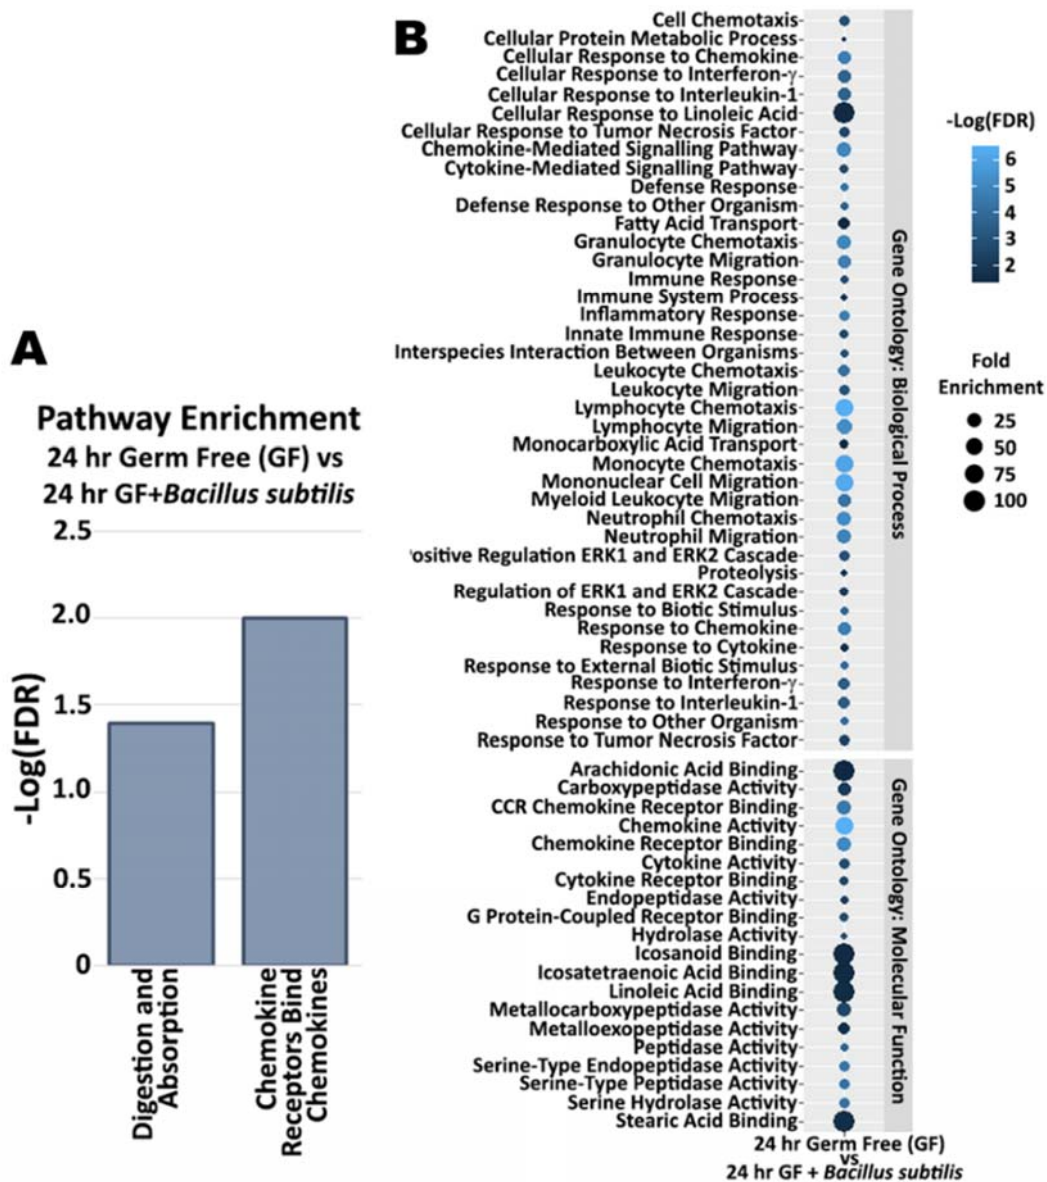 A
Pathway Enrichment
24 hr Germ Free (GF) vs
24 hr GF+Bacillus subtilis
2.5
2.0
1.5
1.0
0.5
0
-Log(FDR)
Digestion and
Absorption
Chemokine
Receptors Bind
Chemokines
B
Cell Chemotaxis
Cellular Protein Metabolic Process
Cellular Response to Chemokine
Cellular Response to Interferon-γ
Cellular Response to Interleukin-1
Cellular Response to Linoleic Acid
Cellular Response to Tumor Necrosis Factor
Chemokine-Mediated Signalling Pathway
Cytokine-Mediated Signalling Pathway
Defense Response
Defense Response to Other Organism
Fatty Acid Transport
Granulocyte Chemotaxis
Granulocyte Migration
Immune Response
Immune System Process
Inflammatory Response
Innate Immune Response
Interspecies Interaction Between Organisms
Leukocyte Chemotaxis
Leukocyte Migration
Lymphocyte Chemotaxis
Lymphocyte Migration
Monocarboxylic Acid Transport
Monocyte Chemotaxis
Mononuclear Cell Migration
Myeloid Leukocyte Migration
Neutrophil Chemotaxis
Neutrophil Migration
ositive Regulation ERK1 and ERK2 Cascade
Proteolysis
Regulation of ERK1 and ERK2 Cascade
Response to Biotic Stimulus
Response to Chemokine
Response to Cytokine
Response to External Biotic Stimulus
Response to Interferon-γ
Response to Interleukin-1
Response to Other Organism
Response to Tumor Necrosis Factor
Gene Ontology: Biological Process
Arachidonic Acid Binding
Carboxypeptidase Activity
CCR Chemokine Receptor Binding
Chemokine Activity
Chemokine Receptor Binding
Cytokine Activity
Cytokine Receptor Binding
Endopeptidase Activity
G Protein-Coupled Receptor Binding
Hydrolase Activity
Icosanoid Binding
Icosatetraenoic Acid Binding
Linoleic Acid Binding
Metallocarboxypeptidase Activity
Metalloexopeptidase Activity
Peptidase Activity
Serine-Type Endopeptidase Activity
Serine-Type Peptidase Activity
Serine Hydrolase Activity
Stearic Acid Binding
Gene Ontology: Molecular Function
24 hr Germ Free (GF)
vs
24 hr GF + Bacillus subtilis
-Log(FDR)
6
5
4
3
2
Fold
Enrichment
25
50
75
100